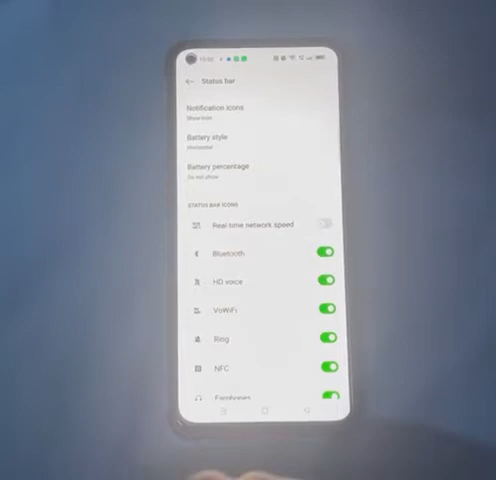 Status bar
Notification icons
Show icon
Battery style
Horizontal
Battery percentage
Do not show
STATUS BAR ICONS
Real-time network speed
Bluetooth
HD voice
VoWiFi
Ring
NFC
Earphones